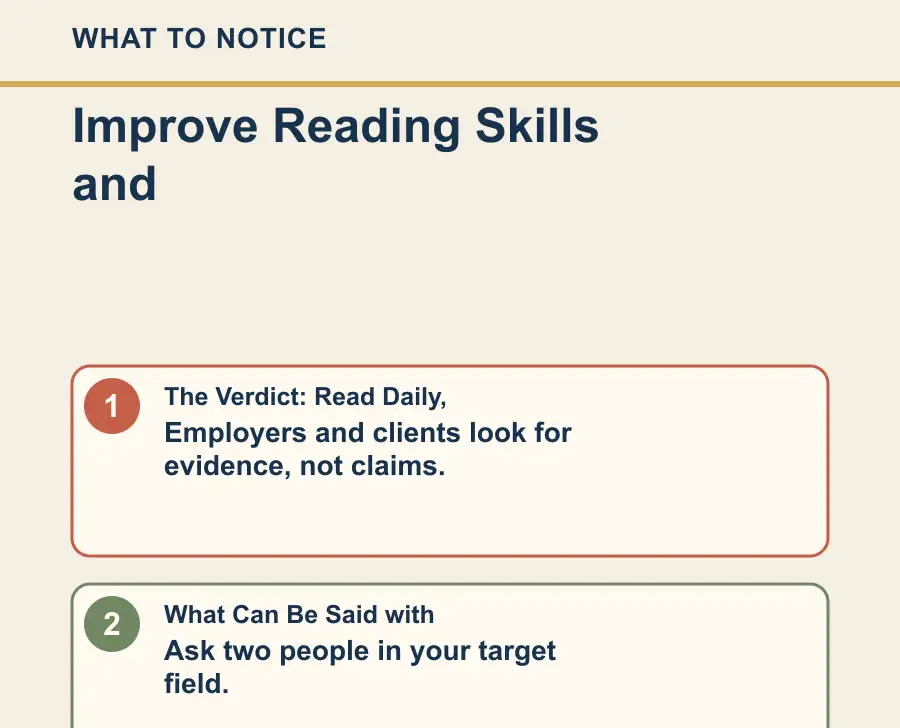 WHAT TO NOTICE
Improve Reading Skills
and
1
The Verdict: Read Daily,
Employers and clients look for
evidence, not claims.
2
What Can Be Said with
Ask two people in your target
field.